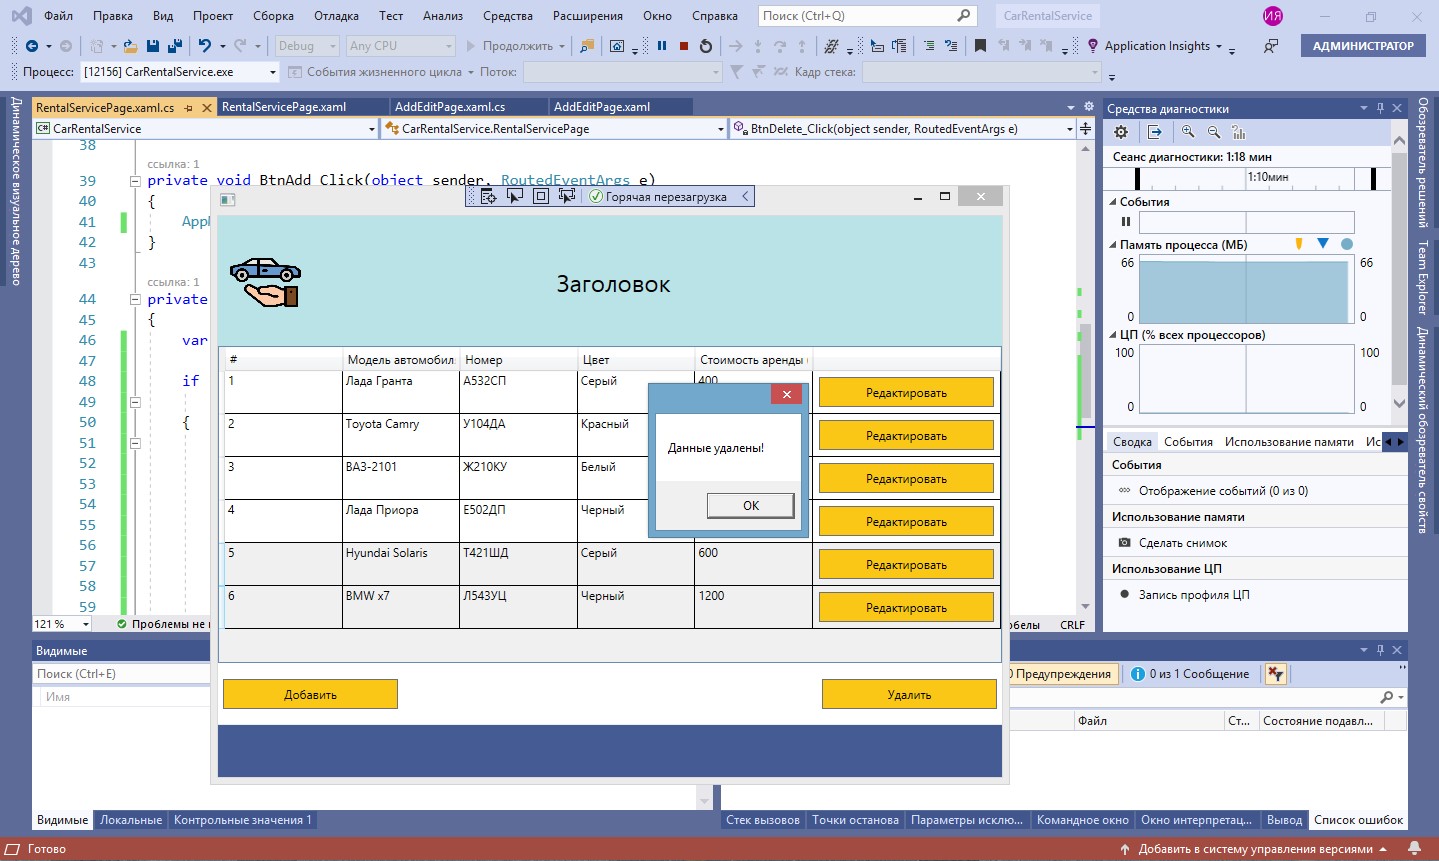 Файл Правка Вид Проект Сборка Отладка Тест Анализ Средства Расширения Окно Справка Поиск (Ctrl+Q) CarRentalService ИЯ
Debug Any CPU Продолжить Application Insights АДМИНИСТРАТОР
Процесс: [12156] CarRentalService.exe События жизненного цикла Поток: Кадр стека:
Динамическое визуальное дерево
RentalServicePage.xaml.cs RentalServicePage.xaml AddEditPage.xaml.cs AddEditPage.xaml
C# CarRentalService CarRentalService.RentalServicePage BtnDelete_Click(object sender, RoutedEventArgs e)
38
ссылка: 1
39 private void BtnAdd_Click(object sender, RoutedEventArgs e)
40 {
41 Appl
42 }
43
ссылка: 1
44 private
45 {
46 var
47
48 if
49
50 {
51
52
53
54
55
56
57
58
59
121 % Проблемы не н
обелы CRLF
Горячая перезагрузка
Заголовок
# Модель автомобил Номер Цвет Стоимость аренды
1 Лада Гранта А532СП Серый 400 Редактировать
2 Toyota Camry У104ДА Красный Редактировать
3 ВАЗ-2101 Ж210КУ Белый Редактировать
4 Лада Приора Е502ДП Черный Редактировать
5 Hyundai Solaris Т421ШД Серый 600 Редактировать
6 BMW x7 Л543УЦ Черный 1200 Редактировать
Данные удалены!
ОК
Добавить Удалить
Средства диагностики
Сеанс диагностики: 1:18 мин
1:10мин
События
Память процесса (МБ)
66 66
0 0
ЦП (% всех процессоров)
100 100
0 0
Сводка События Использование памяти Ис
События
Отображение событий (0 из 0)
Использование памяти
Сделать снимок
Использование ЦП
Запись профиля ЦП
Обозреватель решений
Team Explorer
Динамический обозреватель свойств
Видимые
Поиск (Ctrl+E)
Имя
0 Предупреждения 0 из 1 Сообщение
Файл Ст... Состояние подавл...
Видимые Локальные Контрольные значения 1
Стек вызовов Точки останова Параметры исклю... Командное окно Окно интерпретац... Вывод Список ошибок
Готово Добавить в систему управления версиями